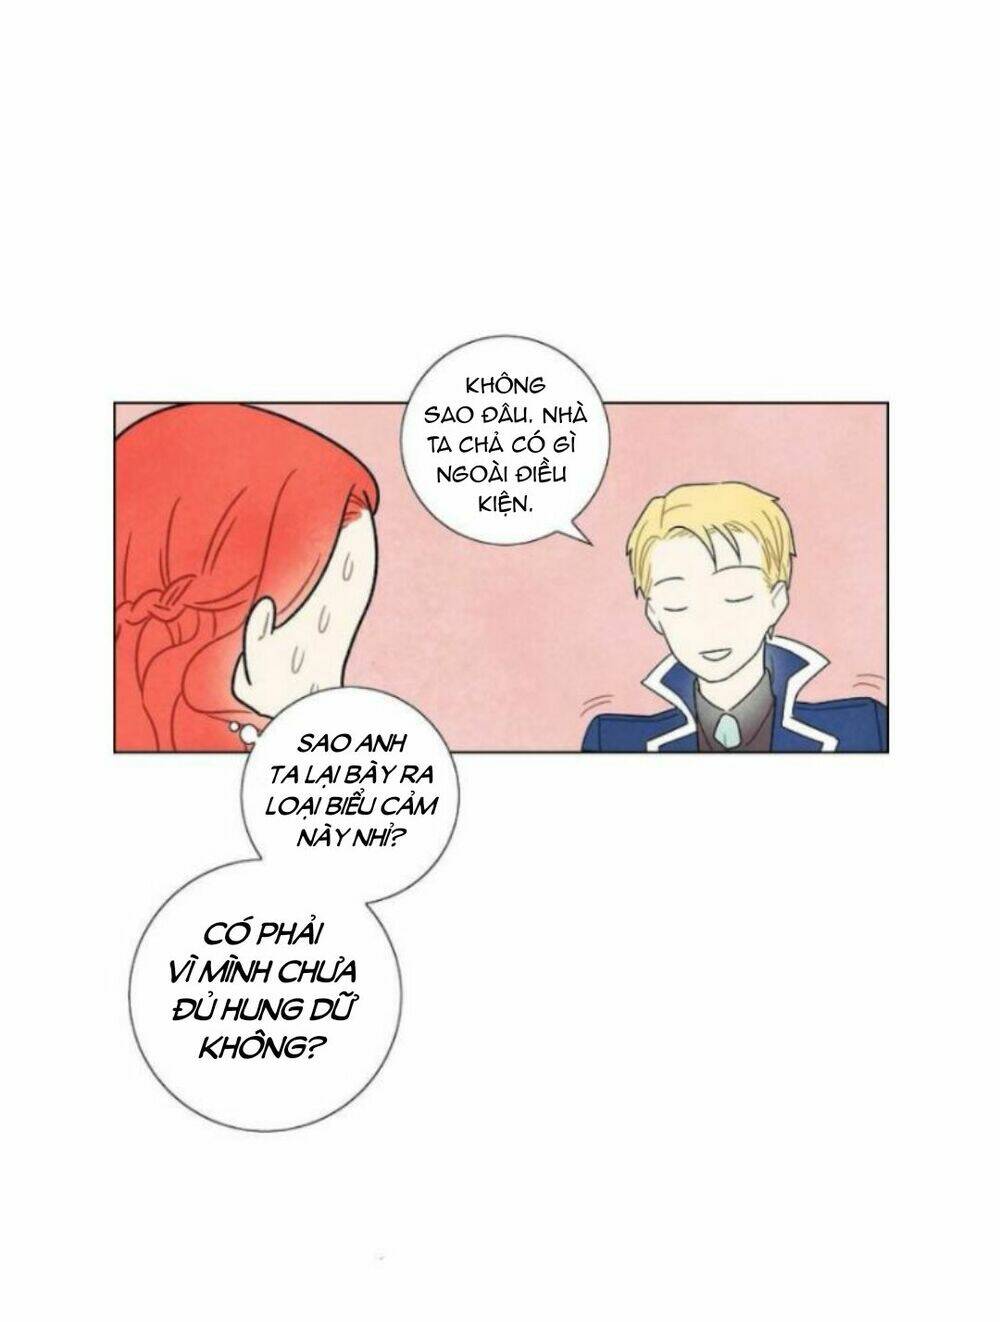 KHÔNG
SAO ĐÂU. NHÀ
TA CHẢ CÓ GÌ
NGOÀI ĐIỀU
KIỆN.
SAO ANH
TA LẠI BÀY RA
LOẠI BIỂU CẢM
NÀY NHỈ?
CÓ PHẢI
VÌ MÌNH CHƯA
ĐỦ HUNG DỮ
KHÔNG?